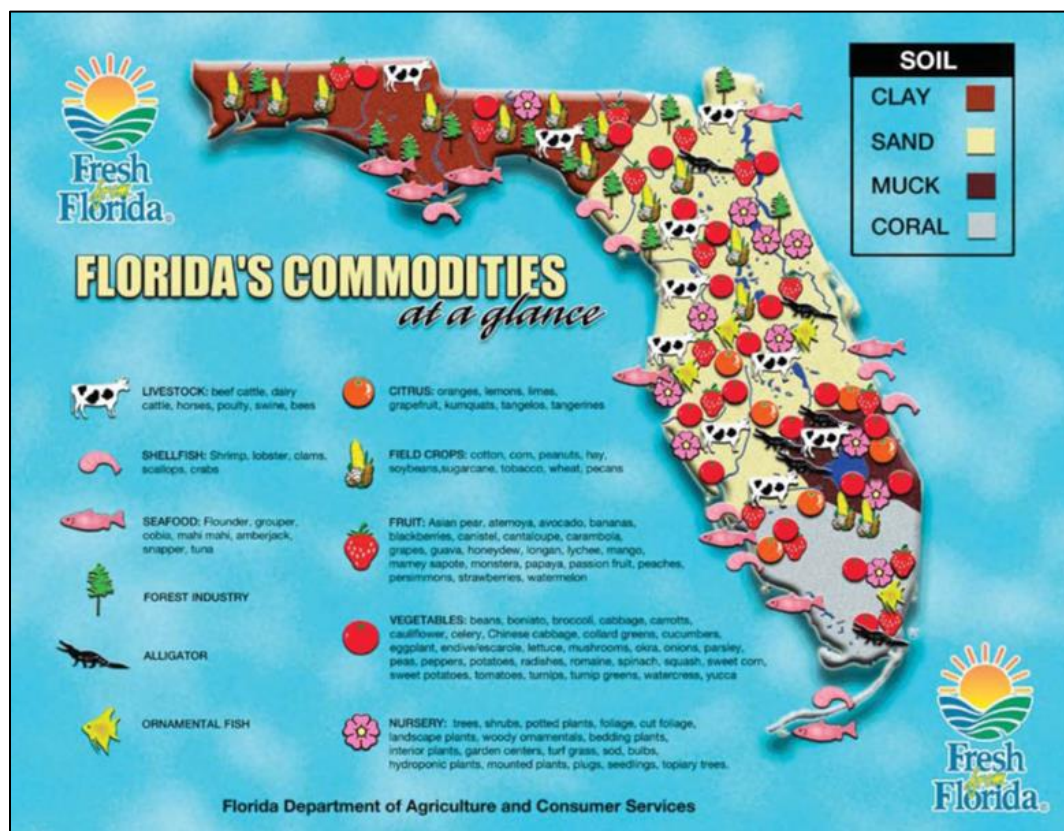 Fresh
from
Florida®
SOIL
CLAY
SAND
MUCK
CORAL
FLORIDA'S COMMODITIES
at a glance
LIVESTOCK: beef cattle, dairy
cattle, horses, poulty, swine, bees
SHELLFISH: Shrimp, lobster, clams,
scallops, crabs
SEAFOOD: Flounder, grouper,
cobia, mahi mahi, amberjack,
snapper, tuna
FOREST INDUSTRY
ALLIGATOR
ORNAMENTAL FISH
CITRUS: oranges, lemons, limes,
grapefruit, kumquats, tangelos, tangerines
FIELD CROPS: cotton, corn, peanuts, hay,
soybeans,sugarcane, tobacco, wheat, pecans
FRUIT: Asian pear, atemoya, avocado, bananas,
blackberries, canistel, cantaloupe, carambola,
grapes, guava, honeydew, longan, lychee, mango,
mamey sapote, monstera, papaya, passion fruit, peaches,
persimmons, strawberries, watermelon
VEGETABLES: beans, boniato, broccoli, cabbage, carrotts,
cauliflower, celery, Chinese cabbage, collard greens, cucumbers,
eggplant, endive/escarole, lettuce, mushrooms, okra, onions, parsley,
peas, peppers, potatoes, radishes, romaine, spinach, squash, sweet corn,
sweet potatoes, tomatoes, turnips, turnip greens, watercress, yucca
NURSERY: trees, shrubs, potted plants, foliage, cut foliage,
landscape plants, woody ornamentals, bedding plants,
interior plants, garden centers, turf grass, sod, bulbs,
hydroponic plants, mounted plants, plugs, seedlings, topiary trees.
Fresh
from
Florida®
Florida Department of Agriculture and Consumer Services